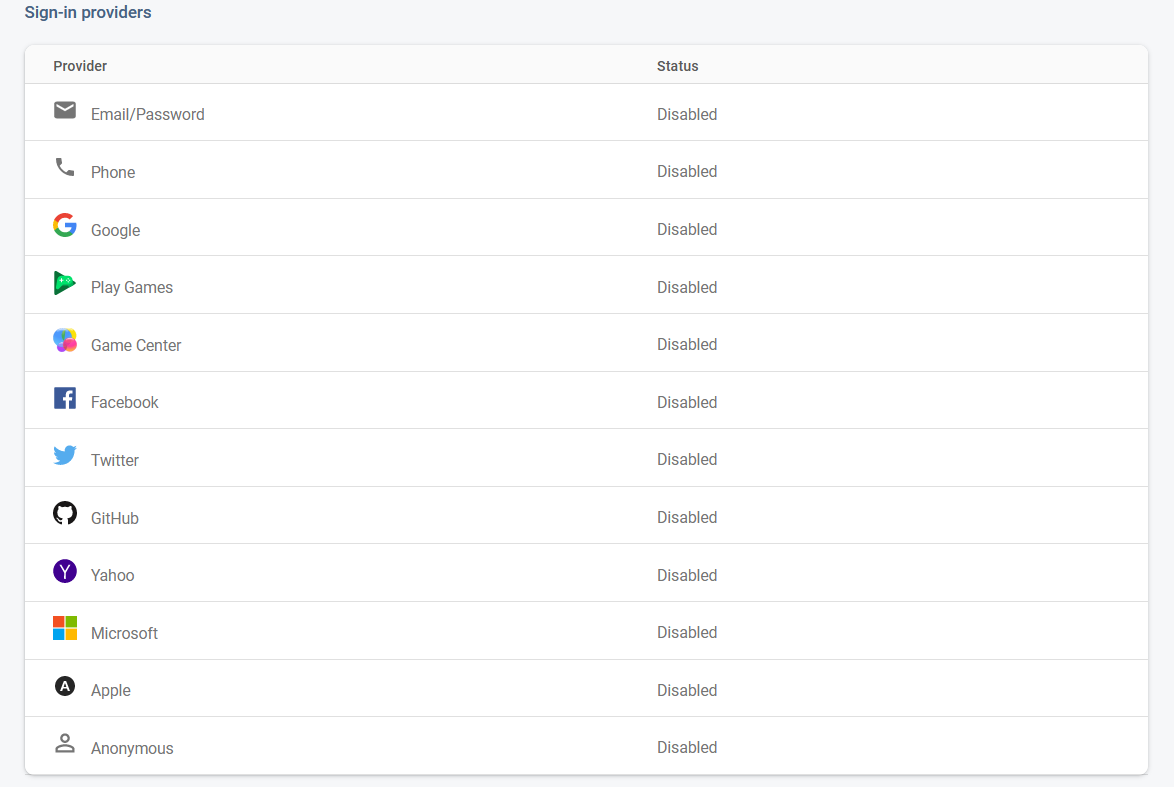 Sign-in providers
Provider Status
Email/Password Disabled
Phone Disabled
Google Disabled
Play Games Disabled
Game Center Disabled
Facebook Disabled
Twitter Disabled
GitHub Disabled
Yahoo Disabled
Microsoft Disabled
Apple Disabled
Anonymous Disabled